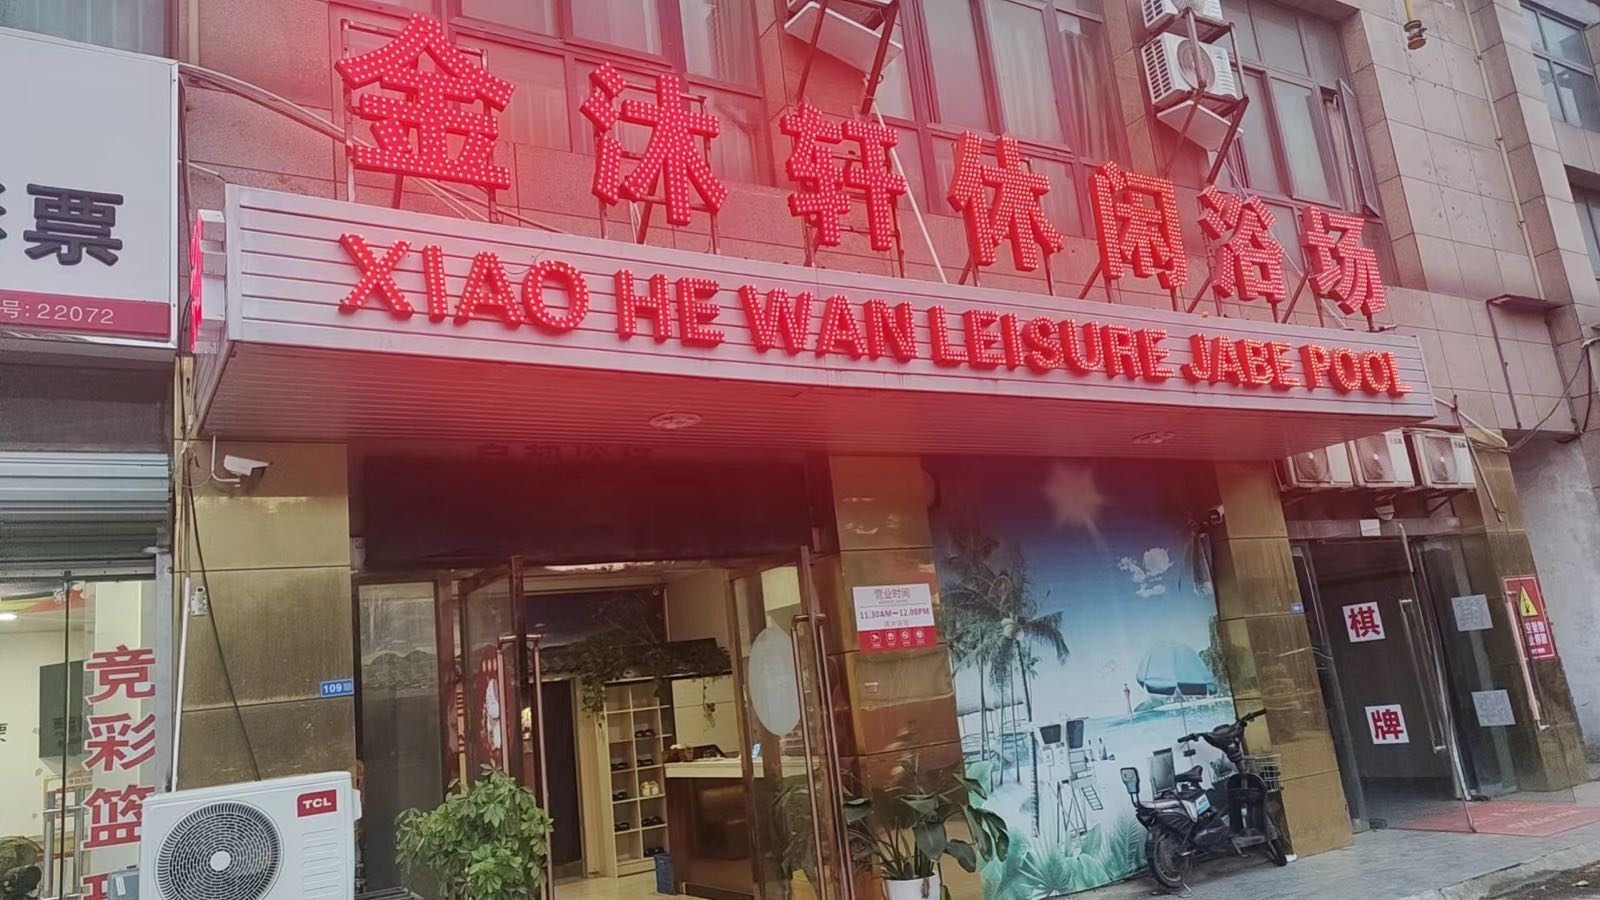 金沐轩休闲浴场
XIAO HE WAN LEISURE JABE POOL
票
号:22072
竞
彩
篮
109
TCL
营业时间
11:30AM—12.00PM
棋
牌